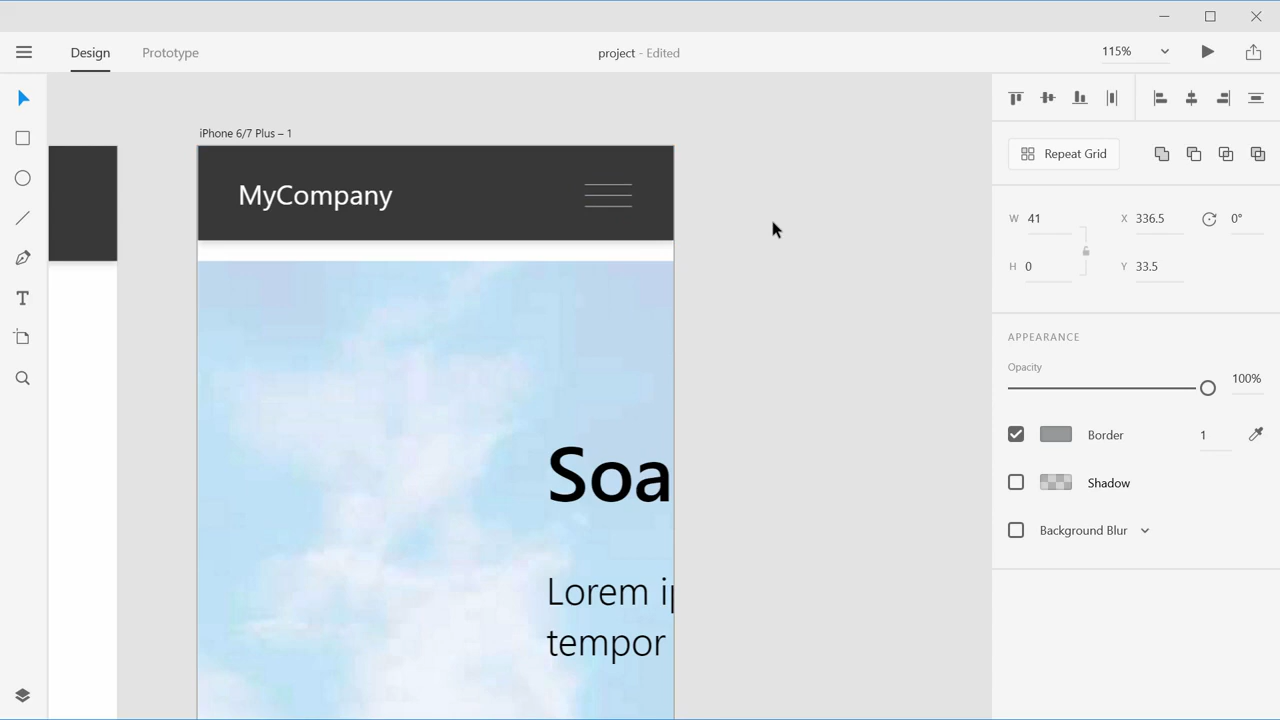 Design
Prototype
project - Edited
115%
iPhone 6/7 Plus – 1
MyCompany
Soa
Lorem ip
tempor
Repeat Grid
W 41
X 336.5
0°
H 0
Y 33.5
APPEARANCE
Opacity
100%
Border
1
Shadow
Background Blur